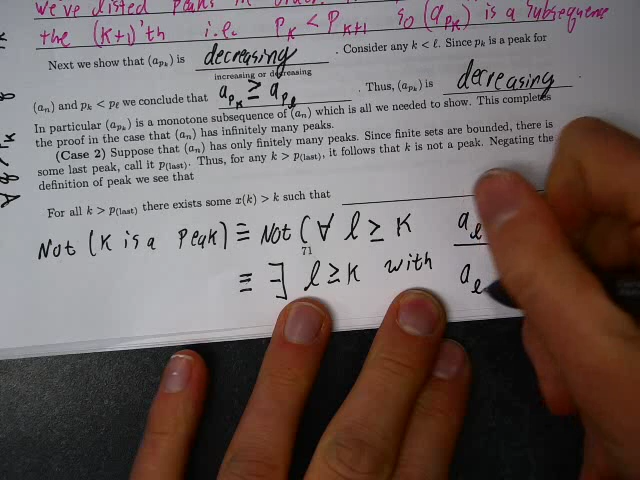 We've listed peaks in order.
the (k+1)'th i.e. p_k < p_{k+1} so (a_{p_k}) is a subsequence
Next we show that (a_{p_k}) is decreasing . Consider any k < ℓ. Since p_k is a peak for
increasing or decreasing
(a_n) and p_k < p_ℓ we conclude that a_{p_k} ≥ a_{p_ℓ} . Thus, (a_{p_k}) is decreasing .
In particular (a_{p_k}) is a monotone subsequence of (a_n) which is all we needed to show. This completes
the proof in the case that (a_n) has infinitely many peaks.
(Case 2) Suppose that (a_n) has only finitely many peaks. Since finite sets are bounded, there is
some last peak, call it p_(last). Thus, for any k > p_(last), it follows that k is not a peak. Negating the
definition of peak we see that
For all k > p_(last) there exists some x(k) > k such that
Not (K is a peak) ≡ Not (∀ ℓ ≥ K a_ℓ
71
≡ ∃ ℓ ≥ K with a_ℓ